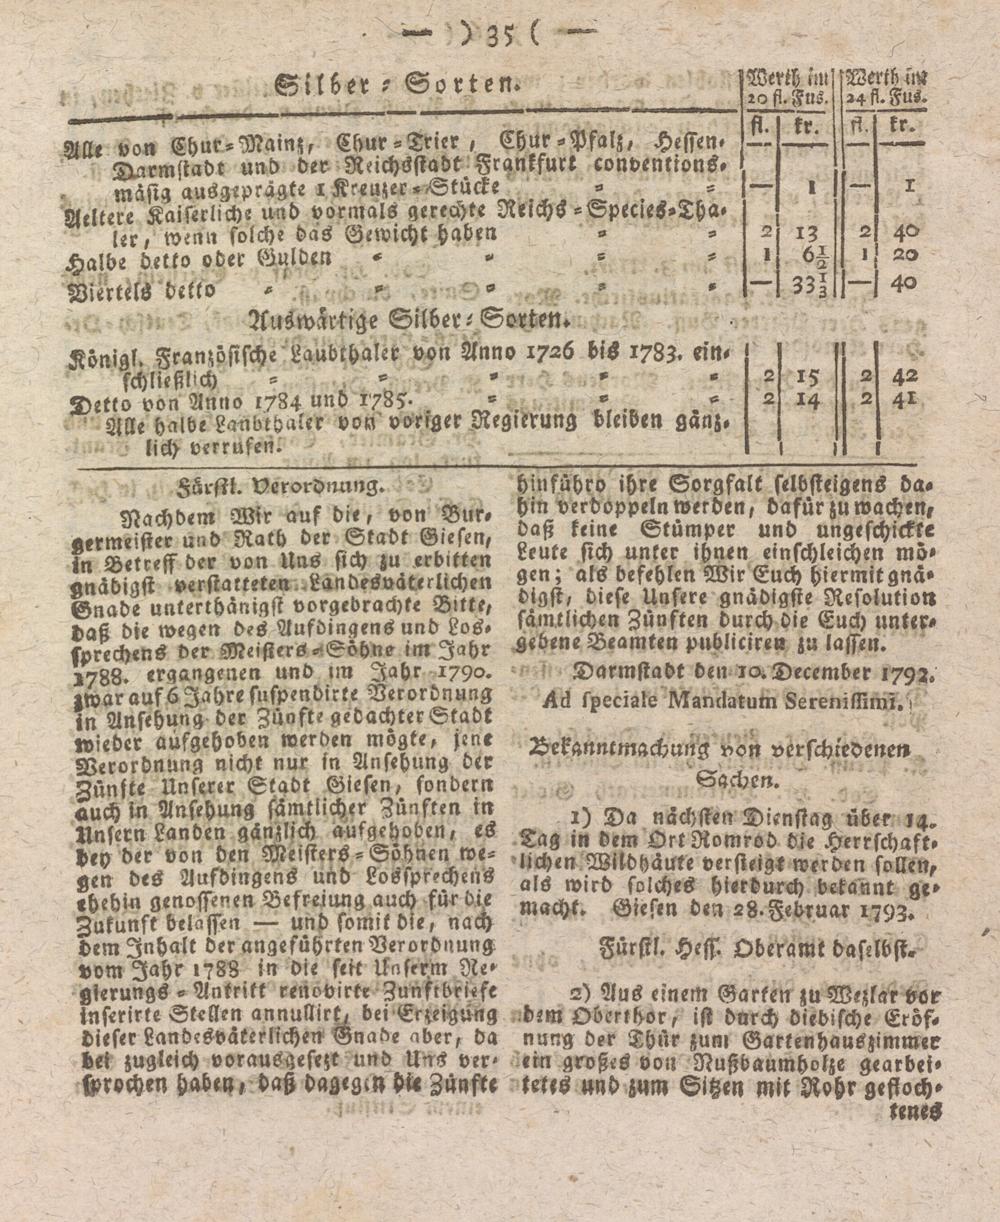 — ) 35 ( —
Silber-Sorten. Werth im Werth im
20 fl. Fus. 24 fl. Fus.
fl. kr. fl. kr.
Alle von Chur-Mainz, Chur-Trier, Chur-Pfalz, Hessen-
Darmstadt und der Reichsstadt Frankfurt conventions-
mäsig ausgeprägte 1 Kreuzer-Stücke = = — 1 — 1
Aeltere Kaiserliche und vormals gerechte Reichs-Species-Tha-
ler, wenn solche das Gewicht haben = = 2 13 2 40
Halbe detto oder Gulden = = = = 1 6½ 1 20
Viertels detto = = = = = — 33⅓ — 40
Auswärtige Silber-Sorten.
Königl. Französische Laubthaler von Anno 1726 bis 1783. ein-
schließlich = = = = = 2 15 2 42
Detto von Anno 1784 und 1785. = = = 2 14 2 41
Alle halbe Laubthaler von voriger Regierung bleiben gänz-
lich verrufen.
Fürstl. Verordnung.
Nachdem Wir auf die, von Bur-
germeister und Rath der Stadt Giesen,
in Betreff der von Uns sich zu erbitten
gnädigst verstatteten Landesväterlichen
Gnade unterthänigst vorgebrachte Bitte,
daß die wegen des Aufdingens und Los-
sprechens der Meisters-Söhne im Jahr
1788. ergangenen und im Jahr 1790.
zwar auf 6 Jahre suspendirte Verordnung
in Ansehung der Zünfte gedachter Stadt
wieder aufgehoben werden mögte, jene
Verordnung nicht nur in Ansehung der
Zünfte Unserer Stadt Giesen, sondern
auch in Ansehung sämtlicher Zünften in
Unsern Landen gänzlich aufgehoben, es
bey der von den Meisters-Söhnen we-
gen des Aufdingens und Lossprechens
ehehin genossenen Befreiung auch für die
Zukunft belassen — und somit die, nach
dem Inhalt der angeführten Verordnung
vom Jahr 1788 in die seit Unserm Re-
gierungs-Antritt renovirte Zunftbriefe
inserirte Stellen annullirt, bei Erzeigung
dieser Landesväterlichen Gnade aber, da
bei zugleich vorausgesezt und Uns ver-
sprochen haben, daß dagegen die Zünfte
hinführo ihre Sorgfalt selbsteigens da-
hin verdoppeln werden, dafür zu wachen,
daß keine Stümper und ungeschickte
Leute sich unter ihnen einschleichen mö-
gen; als befehlen Wir Euch hiermit gnä-
digst, diese Unsere gnädigste Resolution
sämtlichen Zünften durch die Euch unter-
gebene Beamten publiciren zu lassen.
Darmstadt den 10. December 1792.
Ad speciale Mandatum Serenissimi.
Bekanntmachung von verschiedenen
Sachen.
1) Da nächsten Dienstag über 14.
Tag in dem Ort Romrod die Herrschaft-
lichen Wildhäute versteigt werden sollen,
als wird solches hierdurch bekannt ge-
macht. Giesen den 28. Februar 1793.
Fürstl. Hess. Oberamt daselbst.
2) Aus einem Garten zu Wezlar vor
dem Oberthor, ist durch diebische Eröf-
nung der Thür zum Gartenhauszimmer
ein großes von Nußbaumholze gearbei-
tetes und zum Sitzen mit Rohr gefloch-
tenes